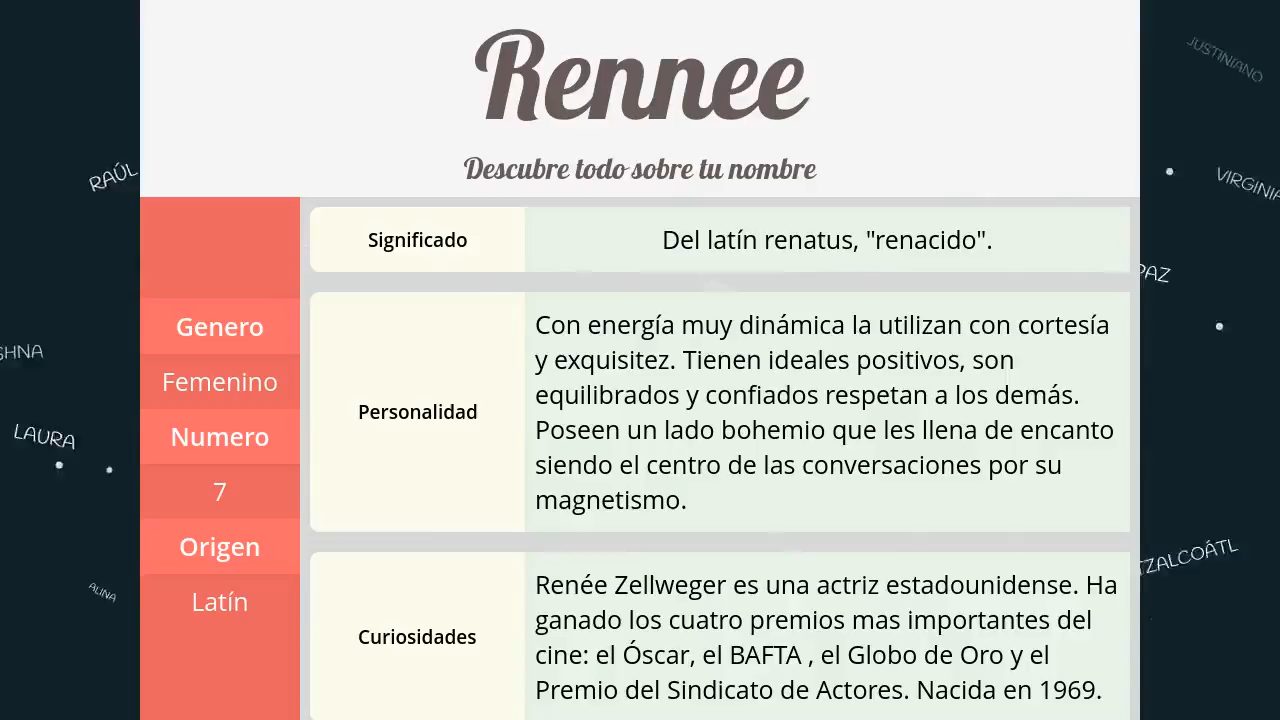 Rennee
Descubre todo sobre tu nombre
JUSTINIANO
RAÚL
VIRGINIA
PAZ
SHNA
LAURA
TZALCOÁTL
ALINA
Genero
Femenino
Numero
7
Origen
Latín
Significado
Del latín renatus, "renacido".
Personalidad
Con energía muy dinámica la utilizan con cortesía
y exquisitez. Tienen ideales positivos, son
equilibrados y confiados respetan a los demás.
Poseen un lado bohemio que les llena de encanto
siendo el centro de las conversaciones por su
magnetismo.
Curiosidades
Renée Zellweger es una actriz estadounidense. Ha
ganado los cuatro premios mas importantes del
cine: el Óscar, el BAFTA , el Globo de Oro y el
Premio del Sindicato de Actores. Nacida en 1969.